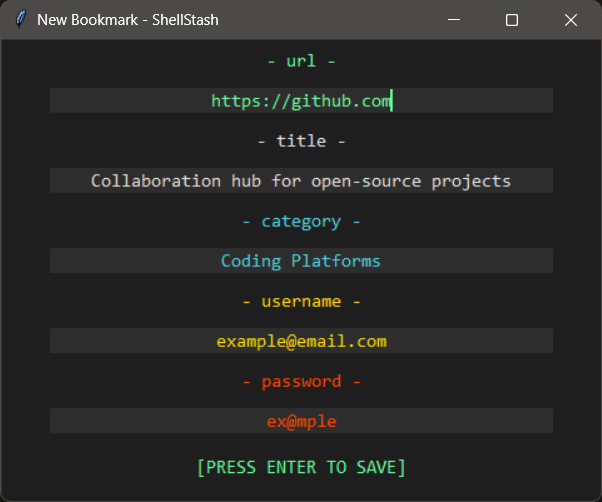 New Bookmark - ShellStash
- url -
https://github.com
- title -
Collaboration hub for open-source projects
- category -
Coding Platforms
- username -
example@email.com
- password -
ex@mple
[PRESS ENTER TO SAVE]